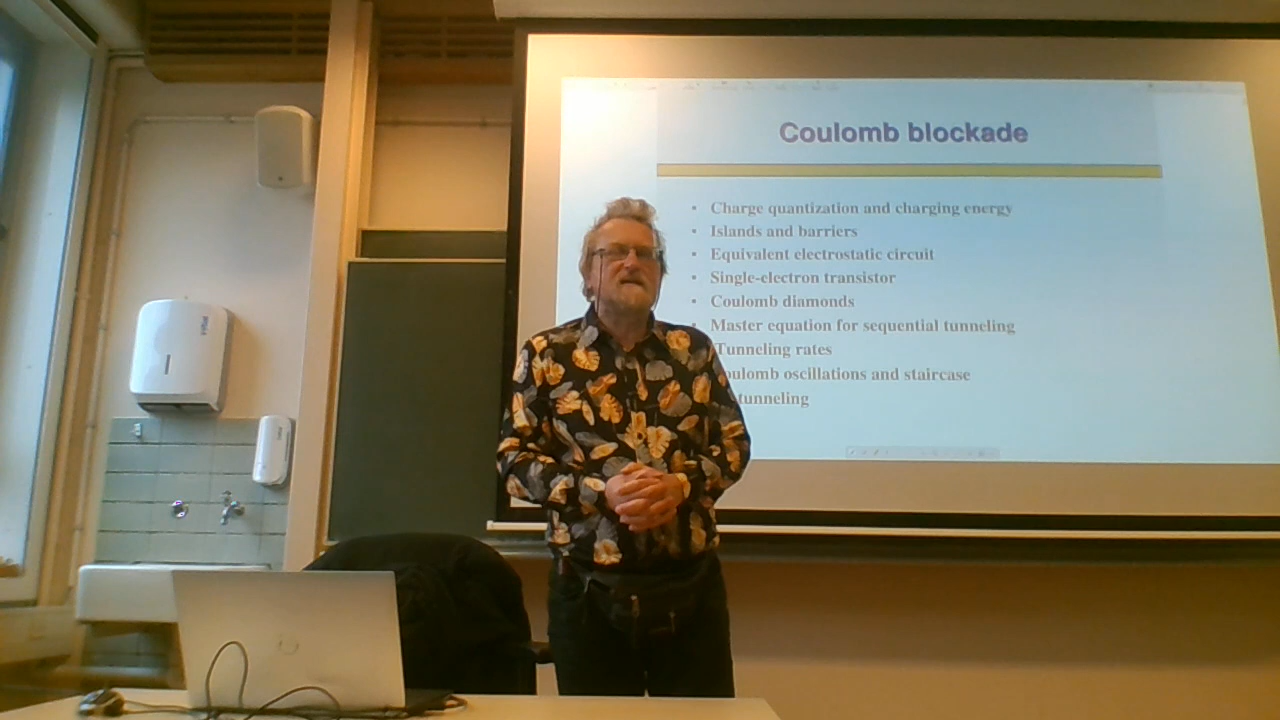 Coulomb blockade
• Charge quantization and charging energy
• Islands and barriers
• Equivalent electrostatic circuit
• Single-electron transistor
• Coulomb diamonds
Master equation for sequential tunneling
Tunneling rates
oulomb oscillations and staircase
tunneling